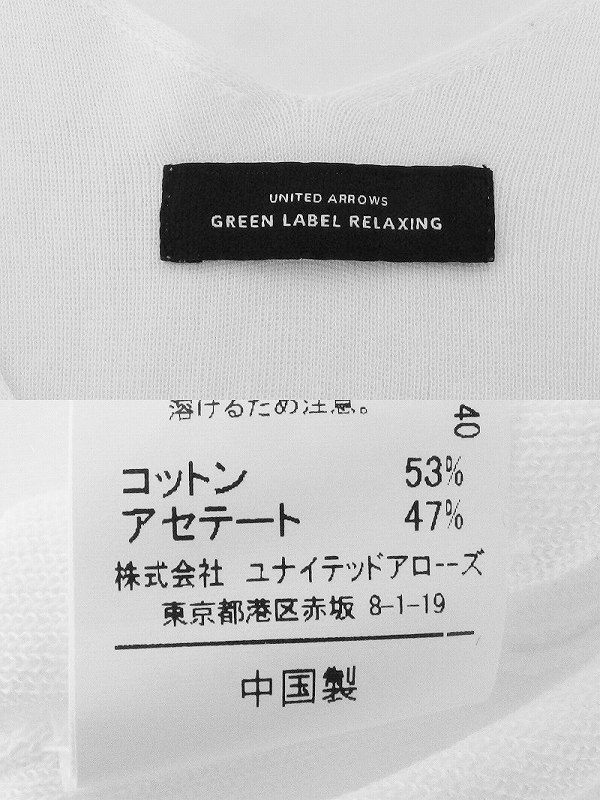 UNITED ARROWS
GREEN LABEL RELAXING
溶けるため注意。
40
コットン 53%
アセテート 47%
株式会社 ユナイテッドアローーズ
東京都港区赤坂 8-1-19
中国製